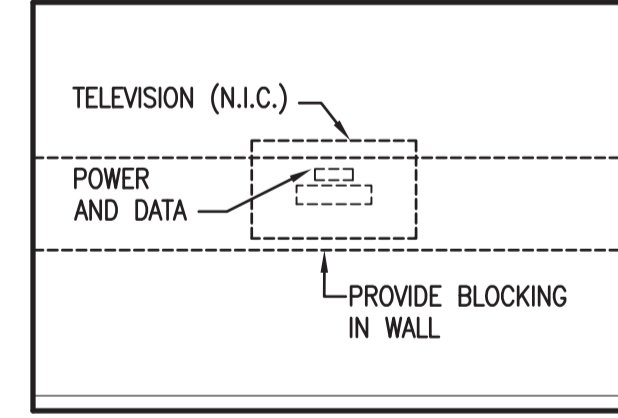 TELEVISION (N.I.C.)
POWER
AND DATA
PROVIDE BLOCKING
IN WALL